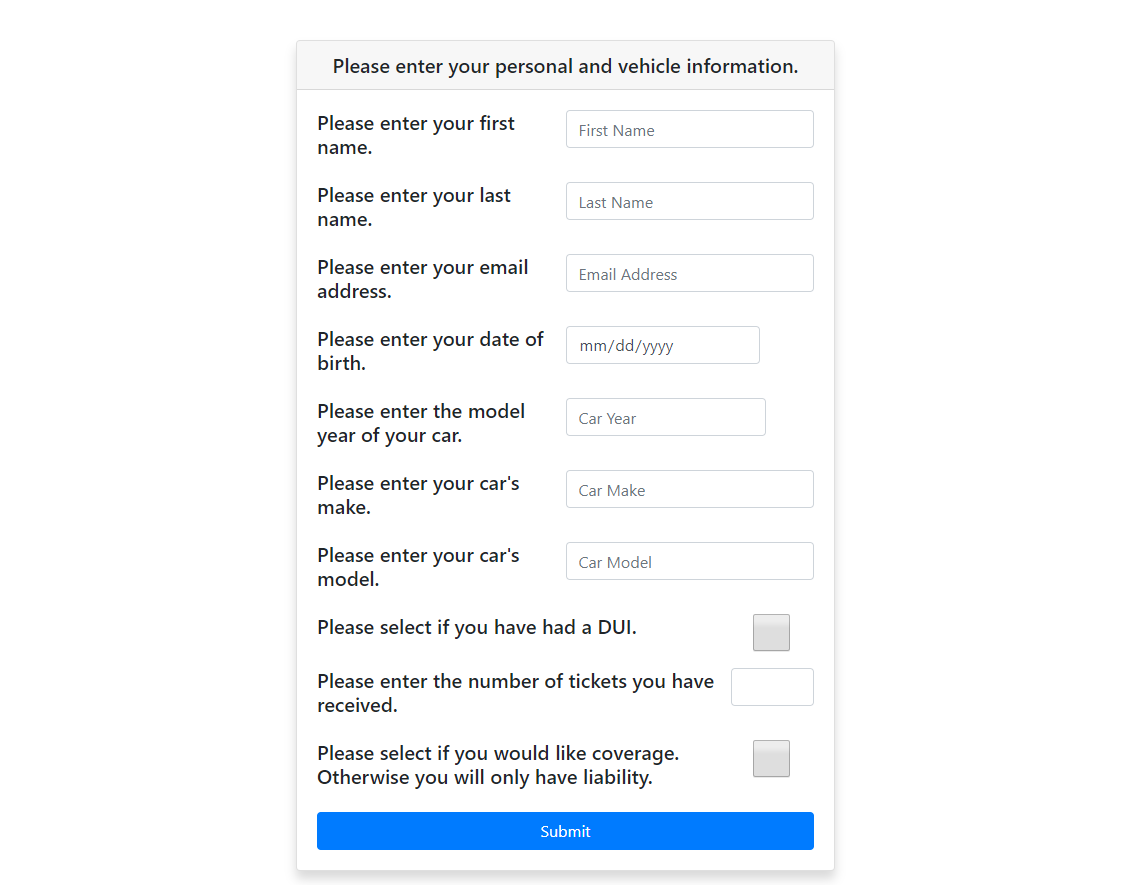 Please enter your personal and vehicle information.
Please enter your first
name.
First Name
Please enter your last
name.
Last Name
Please enter your email
address.
Email Address
Please enter your date of
birth.
mm/dd/yyyy
Please enter the model
year of your car.
Car Year
Please enter your car's
make.
Car Make
Please enter your car's
model.
Car Model
Please select if you have had a DUI.
Please enter the number of tickets you have
received.
Please select if you would like coverage.
Otherwise you will only have liability.
Submit